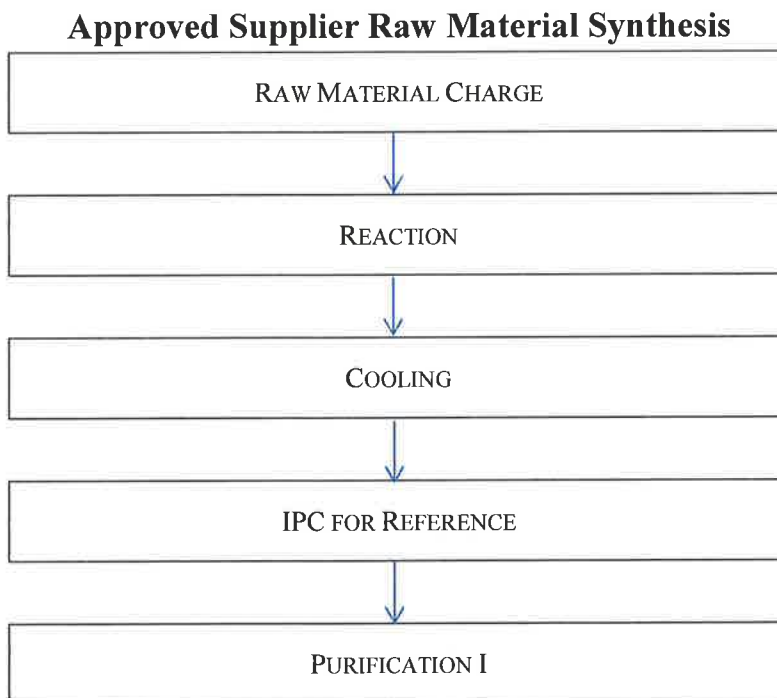 Approved Supplier Raw Material Synthesis
RAW MATERIAL CHARGE
REACTION
COOLING
IPC FOR REFERENCE
PURIFICATION I